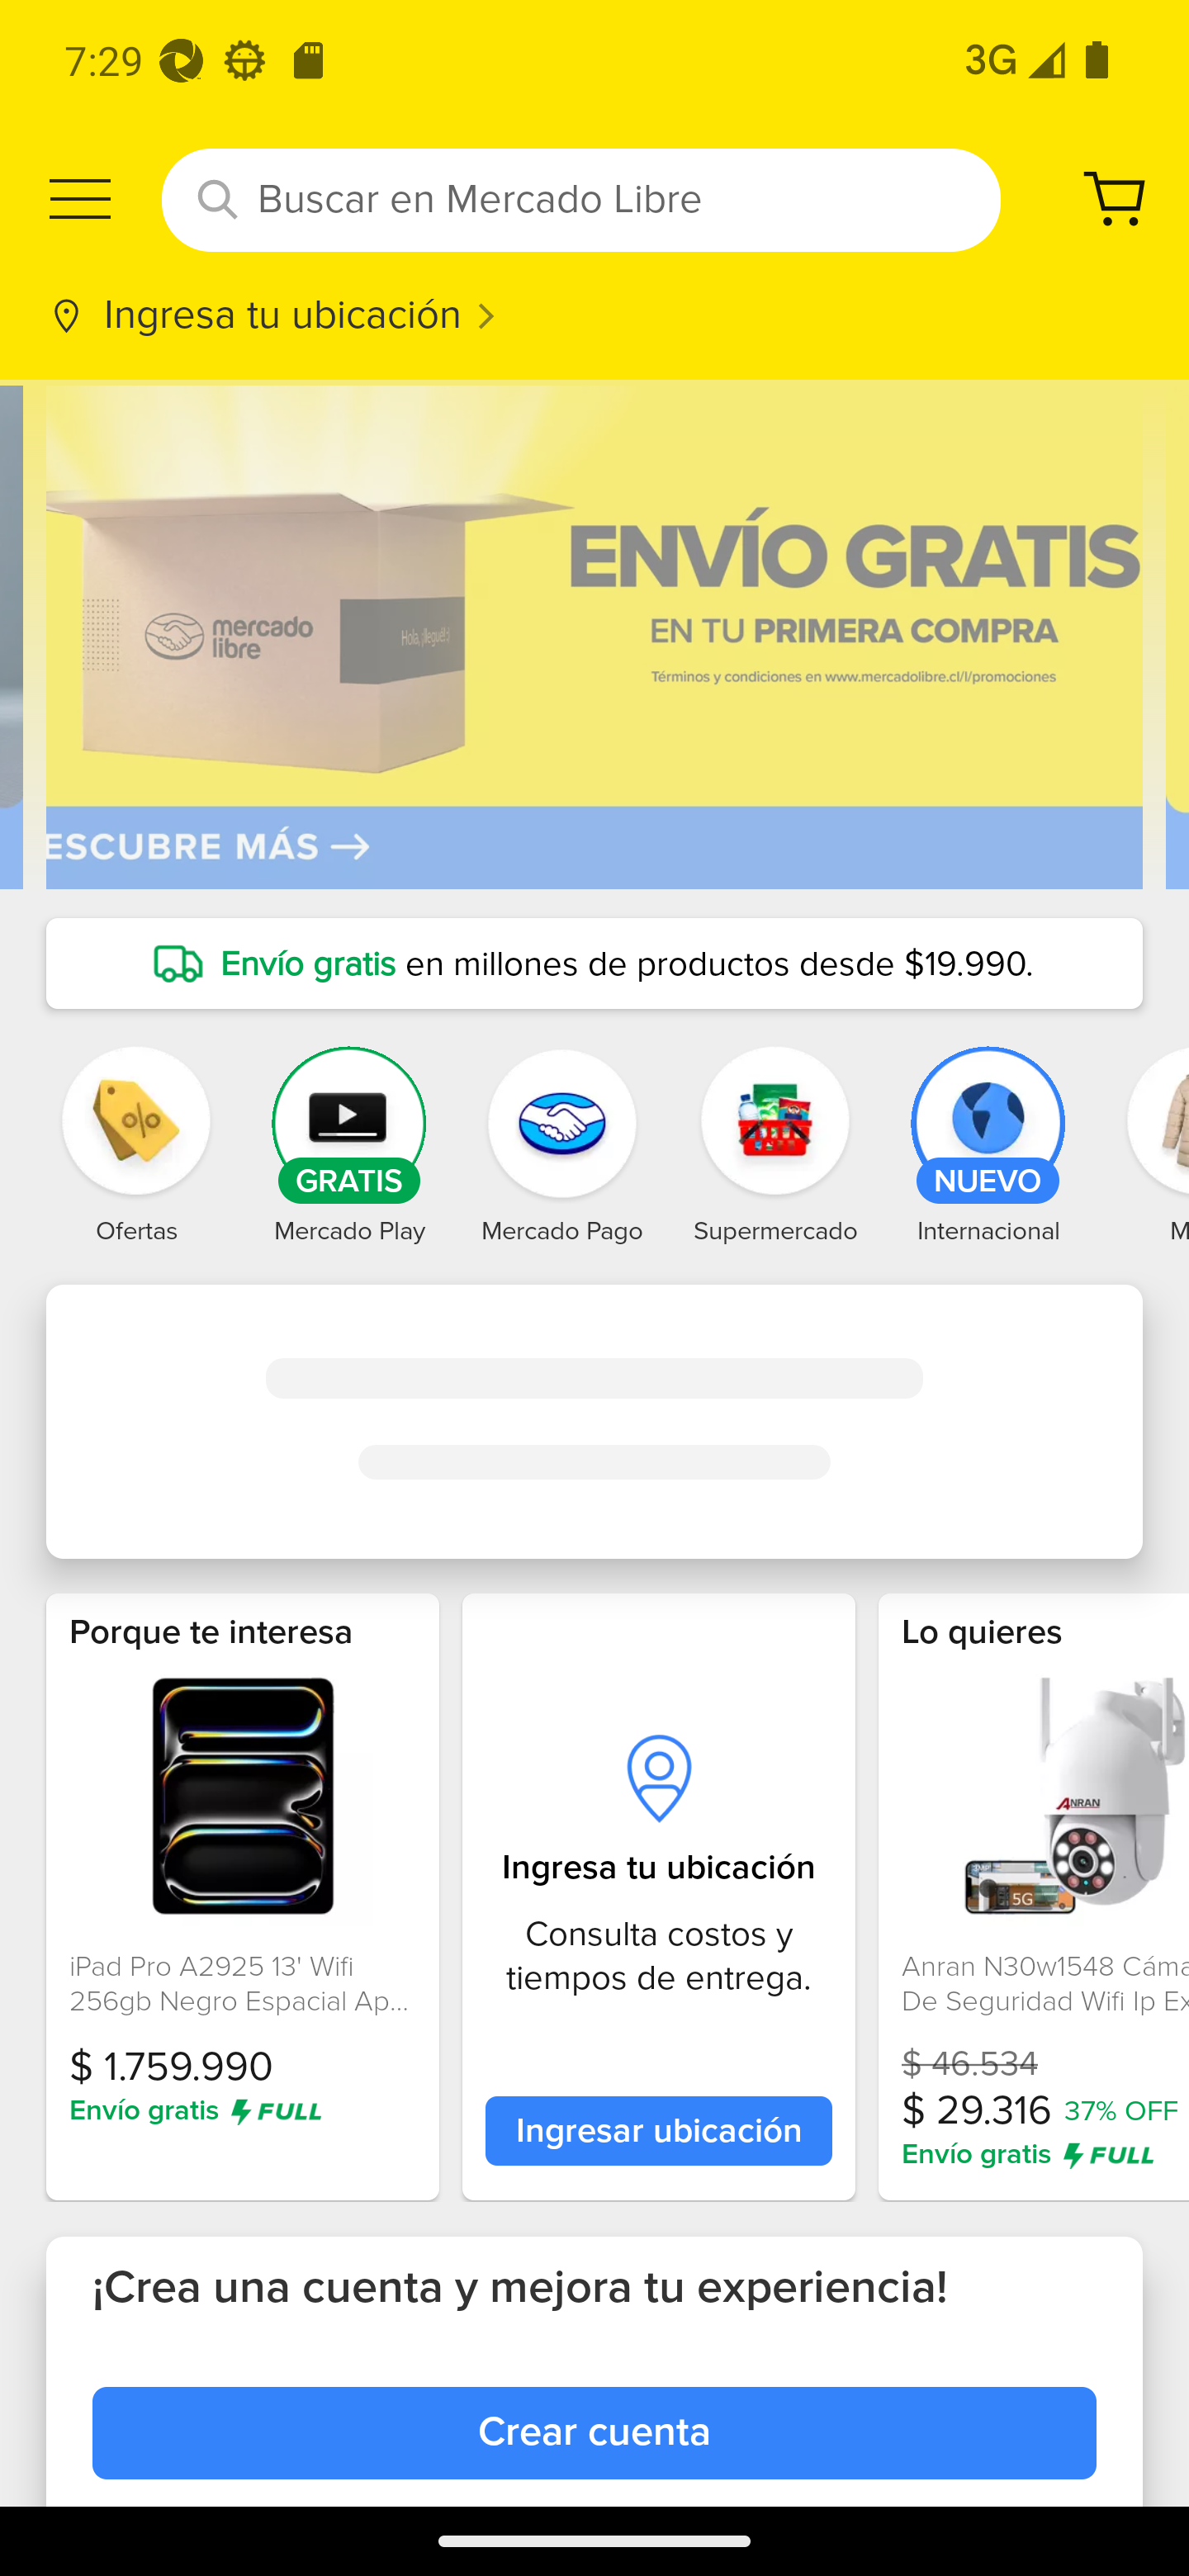 7:29
3G
Buscar en Mercado Libre
Ingresa tu ubicación
ENVÍO GRATIS
EN TU PRIMERA COMPRA
Términos y condiciones en www.mercadolibre.cl/l/promociones
mercado
libre
Hola, ¡llegué! :)
ESCUBRE MÁS →
Envío gratis en millones de productos desde $19.990.
GRATIS
NUEVO
Ofertas
Mercado Play
Mercado Pago
Supermercado
Internacional
M
Porque te interesa
iPad Pro A2925 13' Wifi
256gb Negro Espacial Ap...
$ 1.759.990
Envío gratis FULL
Ingresa tu ubicación
Consulta costos y
tiempos de entrega.
Ingresar ubicación
Lo quieres
ANRAN
5G
Anran N30w1548 Cáma
De Seguridad Wifi Ip Ex
$ 46.534
$ 29.316 37% OFF
Envío gratis FULL
¡Crea una cuenta y mejora tu experiencia!
Crear cuenta